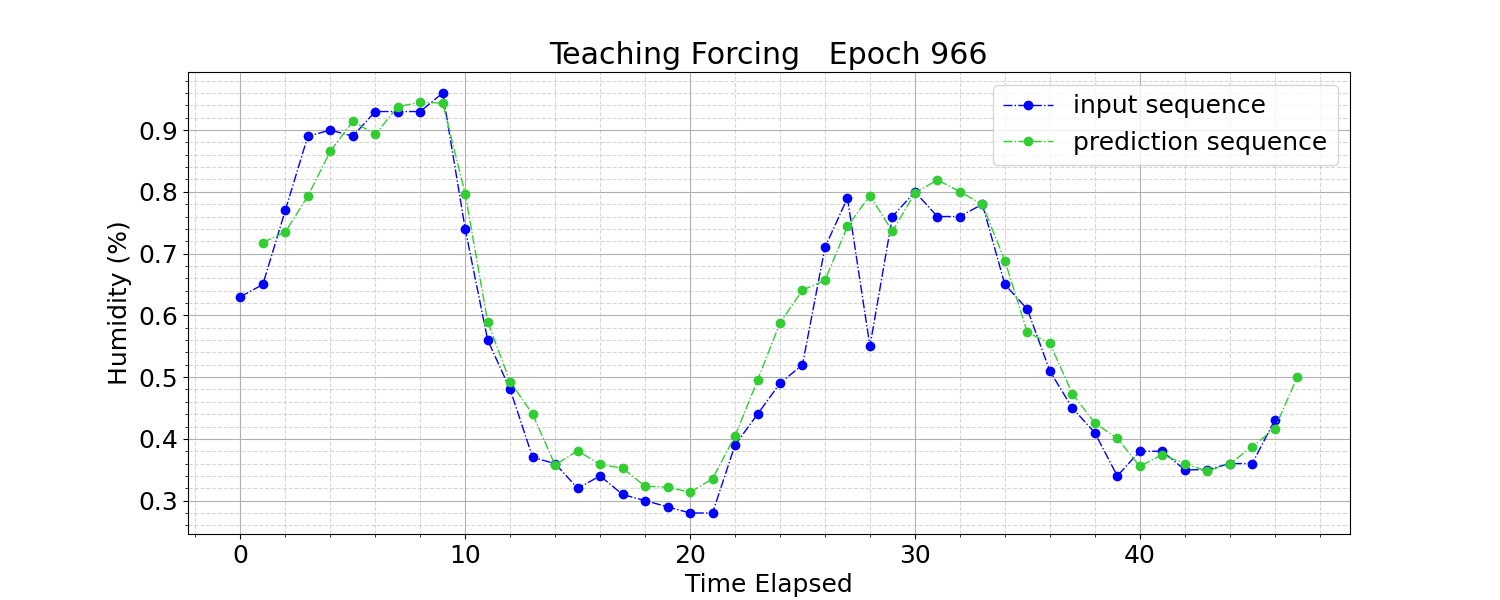 Teaching Forcing   Epoch 966
input sequence
prediction sequence
Humidity (%)
0.9
0.8
0.7
0.6
0.5
0.4
0.3
0 10 20 30 40
Time Elapsed